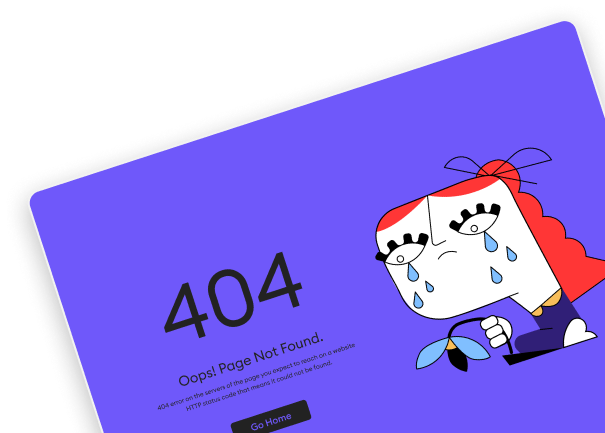 404
Oops! Page Not Found.
404 error on the servers of the page you expect to reach on a website
HTTP status code that means it could not be found.
Go Home